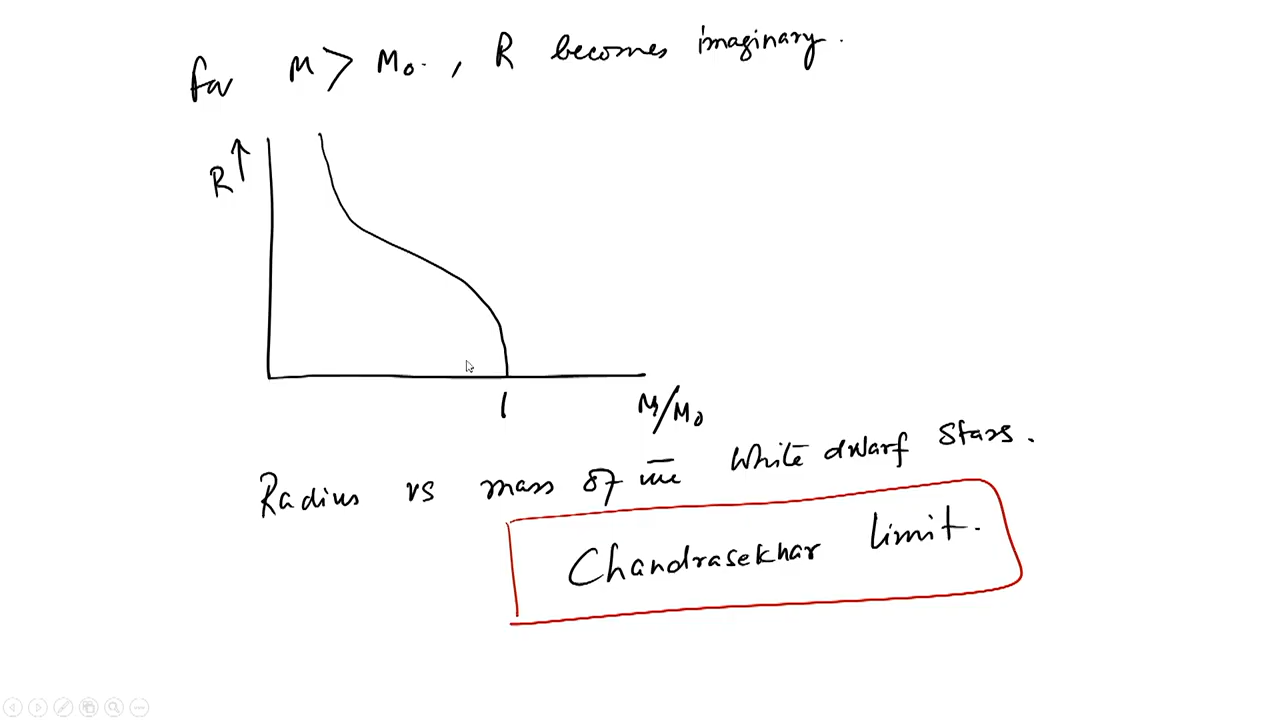 for M > M₀. , R becomes imaginary.
R ↑
1
M/M₀
Radius vs mass of the White dwarf stars.
Chandrasekhar limit.